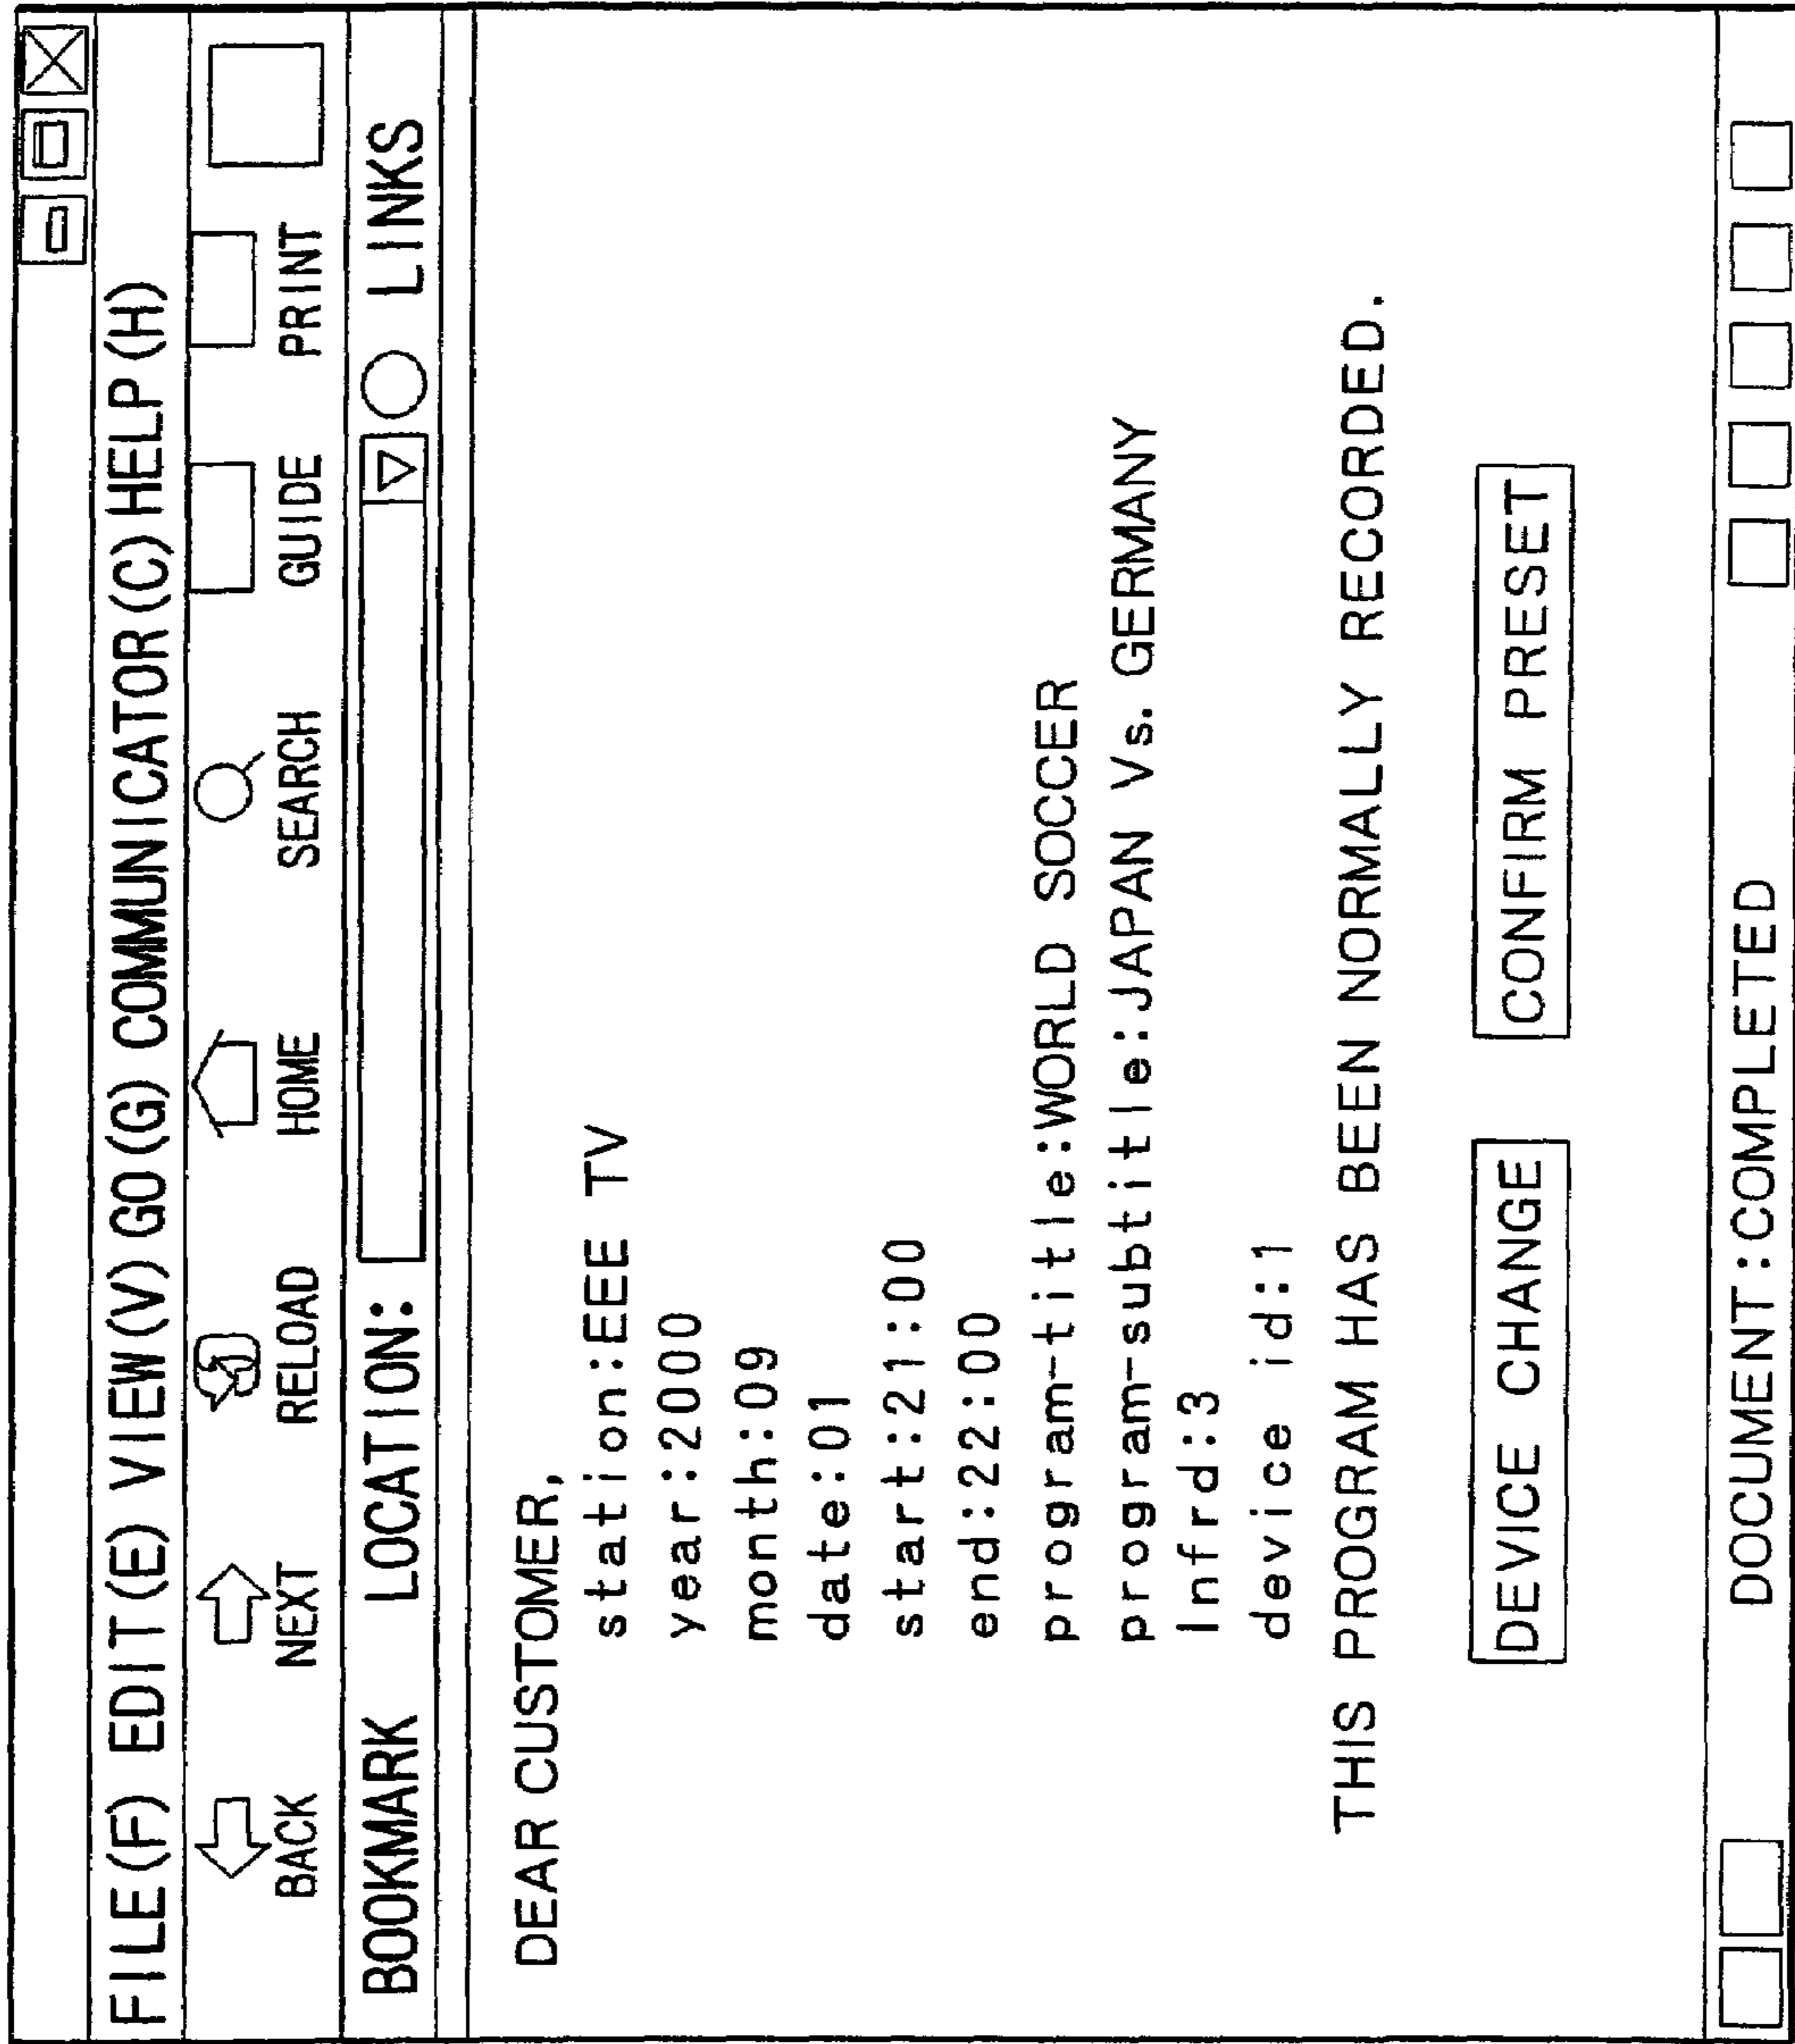 FILE(F) EDIT(E) VIEW(V) GO(G) COMMUNICATOR(C) HELP(H)
BACK NEXT RELOAD HOME SEARCH GUIDE PRINT
BOOKMARK LOCATION: LINKS
DEAR CUSTOMER,
station:EEE TV
year:2000
month:09
date:01
start:21:00
end:22:00
program-title:WORLD SOCCER
program-subtitle:JAPAN Vs. GERMANY
Infrd:3
device id:1
THIS PROGRAM HAS BEEN NORMALLY RECORDED.
DEVICE CHANGE CONFIRM PRESET
DOCUMENT:COMPLETED